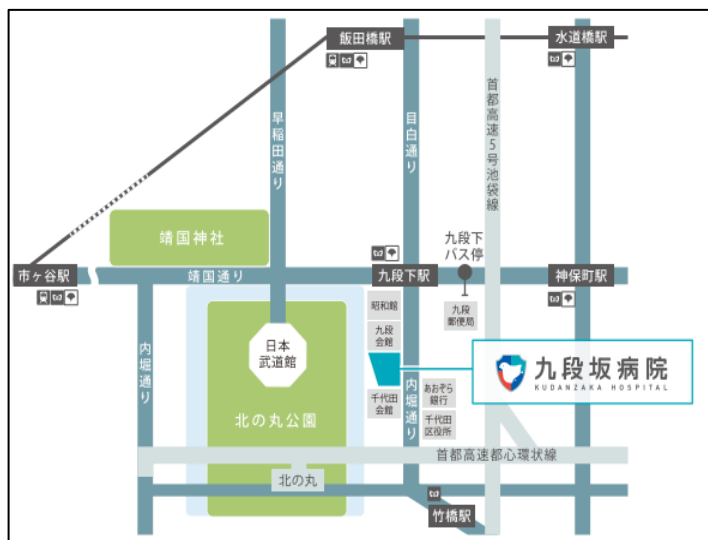 飯田橋駅
水道橋駅
早稲田通り
目白通り
首都高速5号池袋線
靖国神社
九段下
バス停
市ヶ谷駅
靖国通り
九段下駅
神保町駅
昭和館
九段
郵便局
九段
会館
日本
武道館
内堀通り
九段坂病院
KUDANZAKA HOSPITAL
千代田
会館
内堀通り
あおぞら
銀行
千代田
区役所
北の丸公園
首都高速都心環状線
北の丸
竹橋駅